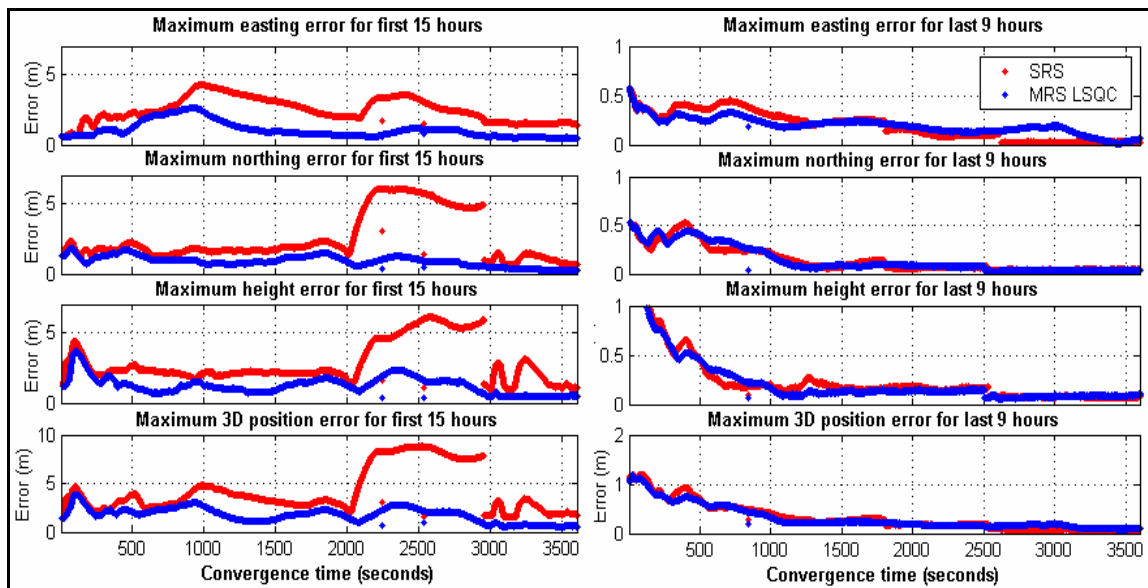 Maximum easting error for first 15 hours
Error (m)
5
0
Maximum northing error for first 15 hours
Error (m)
5
0
Maximum height error for first 15 hours
Error (m)
5
0
Maximum 3D position error for first 15 hours
Error (m)
10
5
0
500 1000 1500 2000 2500 3000 3500
Convergence time (seconds)
Maximum easting error for last 9 hours
1
0.5
0
SRS
MRS LSQC
Maximum northing error for last 9 hours
1
0.5
0
Maximum height error for last 9 hours
1
0.5
0
Maximum 3D position error for last 9 hours
Error (m)
2
1
0
500 1000 1500 2000 2500 3000 3500
Convergence time (seconds)